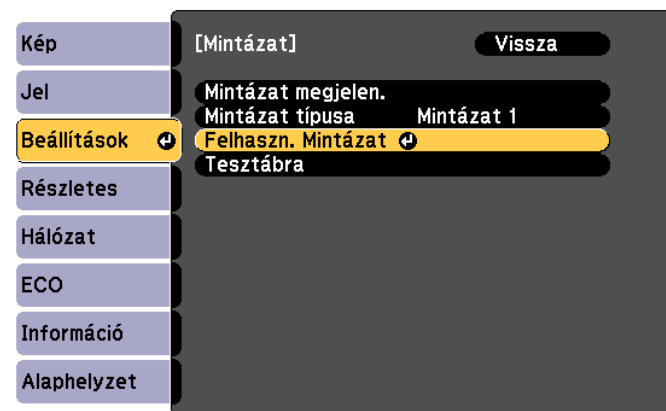 Kép
Jel
Beállítások
Részletes
Hálózat
ECO
Információ
Alaphelyzet
[Mintázat] Vissza
Mintázat megjelen.
Mintázat típusa Mintázat 1
Felhaszn. Mintázat
Tesztábra